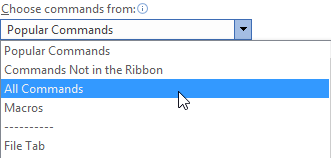 Choose commands from:
Popular Commands
Popular Commands
Commands Not in the Ribbon
All Commands
Macros
----------
File Tab